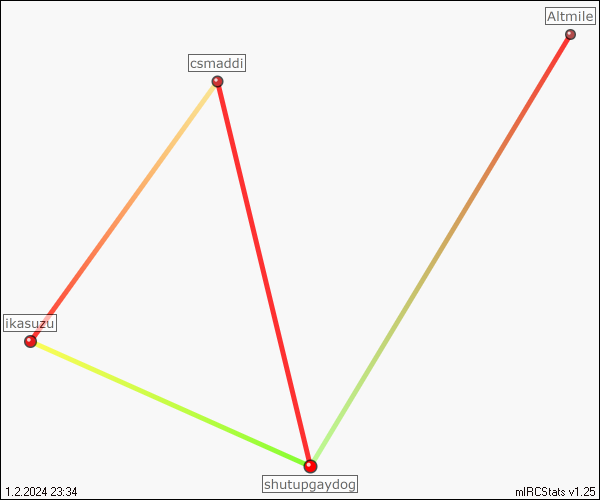 Altmile
csmaddi
ikasuzu
shutupgaydog
1.2.2024 23:34
mIRCStats v1.25